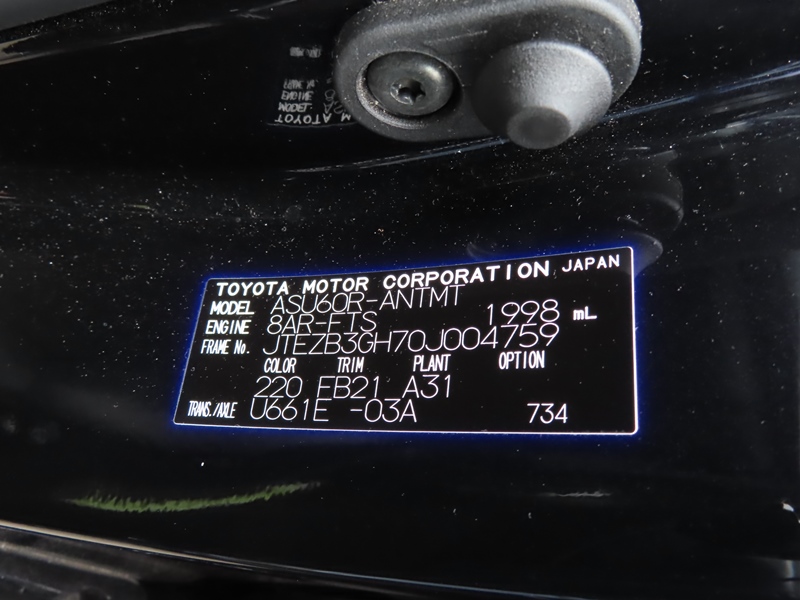 TOYOTA MOTOR CORPORATION JAPAN
MODEL ASU60R-ANTMT
ENGINE 8AR-FTS 1998 mL
FRAME No. JTEZB3GH70J004759
COLOR TRIM PLANT OPTION
220 EB21 A31
TRANS./AXLE U661E -03A 734